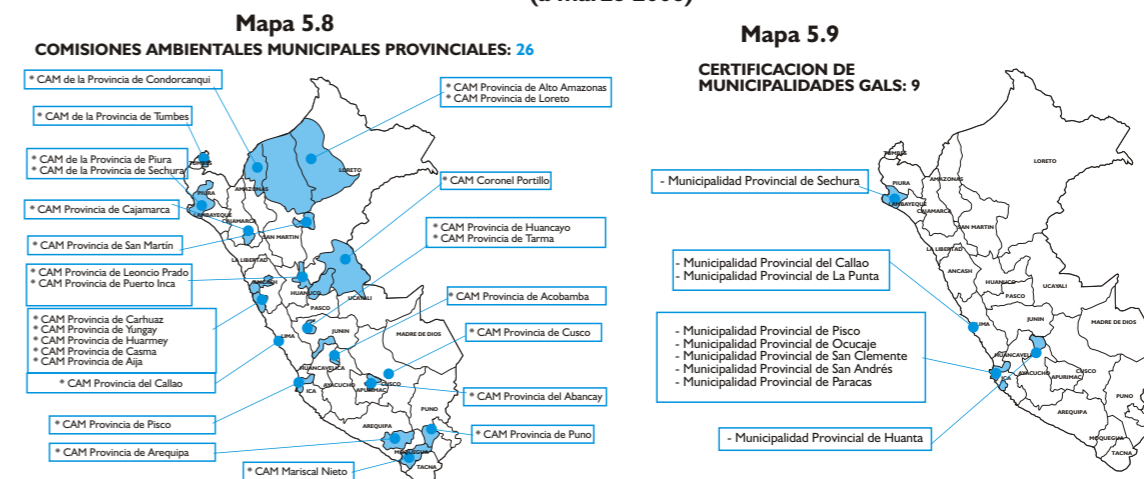 (a marzo 2008)
Mapa 5.8
COMISIONES AMBIENTALES MUNICIPALES PROVINCIALES: 26
* CAM de la Provincia de Condorcanqui
* CAM Provincia de Alto Amazonas
* CAM Provincia de Loreto
* CAM de la Provincia de Tumbes
* CAM de la Provincia de Piura
* CAM de la Provincia de Sechura
* CAM Coronel Portillo
* CAM Provincia de Cajamarca
* CAM Provincia de Huancayo
* CAM Provincia de Tarma
* CAM Provincia de San Martín
* CAM Provincia de Leoncio Prado
* CAM Provincia de Puerto Inca
* CAM Provincia de Acobamba
* CAM Provincia de Carhuaz
* CAM Provincia de Yungay
* CAM Provincia de Huarmey
* CAM Provincia de Casma
* CAM Provincia de Aija
* CAM Provincia de Cusco
* CAM Provincia del Callao
* CAM Provincia del Abancay
* CAM Provincia de Pisco
* CAM Provincia de Puno
* CAM Provincia de Arequipa
* CAM Mariscal Nieto
TUMBES
LORETO
PIURA
AMAZONAS
LAMBAYEQUE
CAJAMARCA
SAN MARTIN
LA LIBERTAD
ANCASH
HUANUCO
UCAYALI
PASCO
LIMA
JUNIN
MADRE DE DIOS
HUANCAVELICA
ICA
AYACUCHO
APURIMAC
CUSCO
PUNO
AREQUIPA
MOQUEGUA
TACNA
Mapa 5.9
CERTIFICACION DE
MUNICIPALIDADES GALS: 9
- Municipalidad Provincial de Sechura
- Municipalidad Provincial del Callao
- Municipalidad Provincial de La Punta
- Municipalidad Provincial de Pisco
- Municipalidad Provincial de Ocucaje
- Municipalidad Provincial de San Clemente
- Municipalidad Provincial de San Andrés
- Municipalidad Provincial de Paracas
- Municipalidad Provincial de Huanta
TUMBES
LORETO
PIURA
AMAZONAS
LAMBAYEQUE
CAJAMARCA
SAN MARTIN
LA LIBERTAD
ANCASH
HUANUCO
UCAYALI
PASCO
LIMA
JUNIN
MADRE DE DIOS
ICA
AYACUCHO
APURIMAC
CUSCO
PUNO
AREQUIPA
MOQUEGUA
TACNA